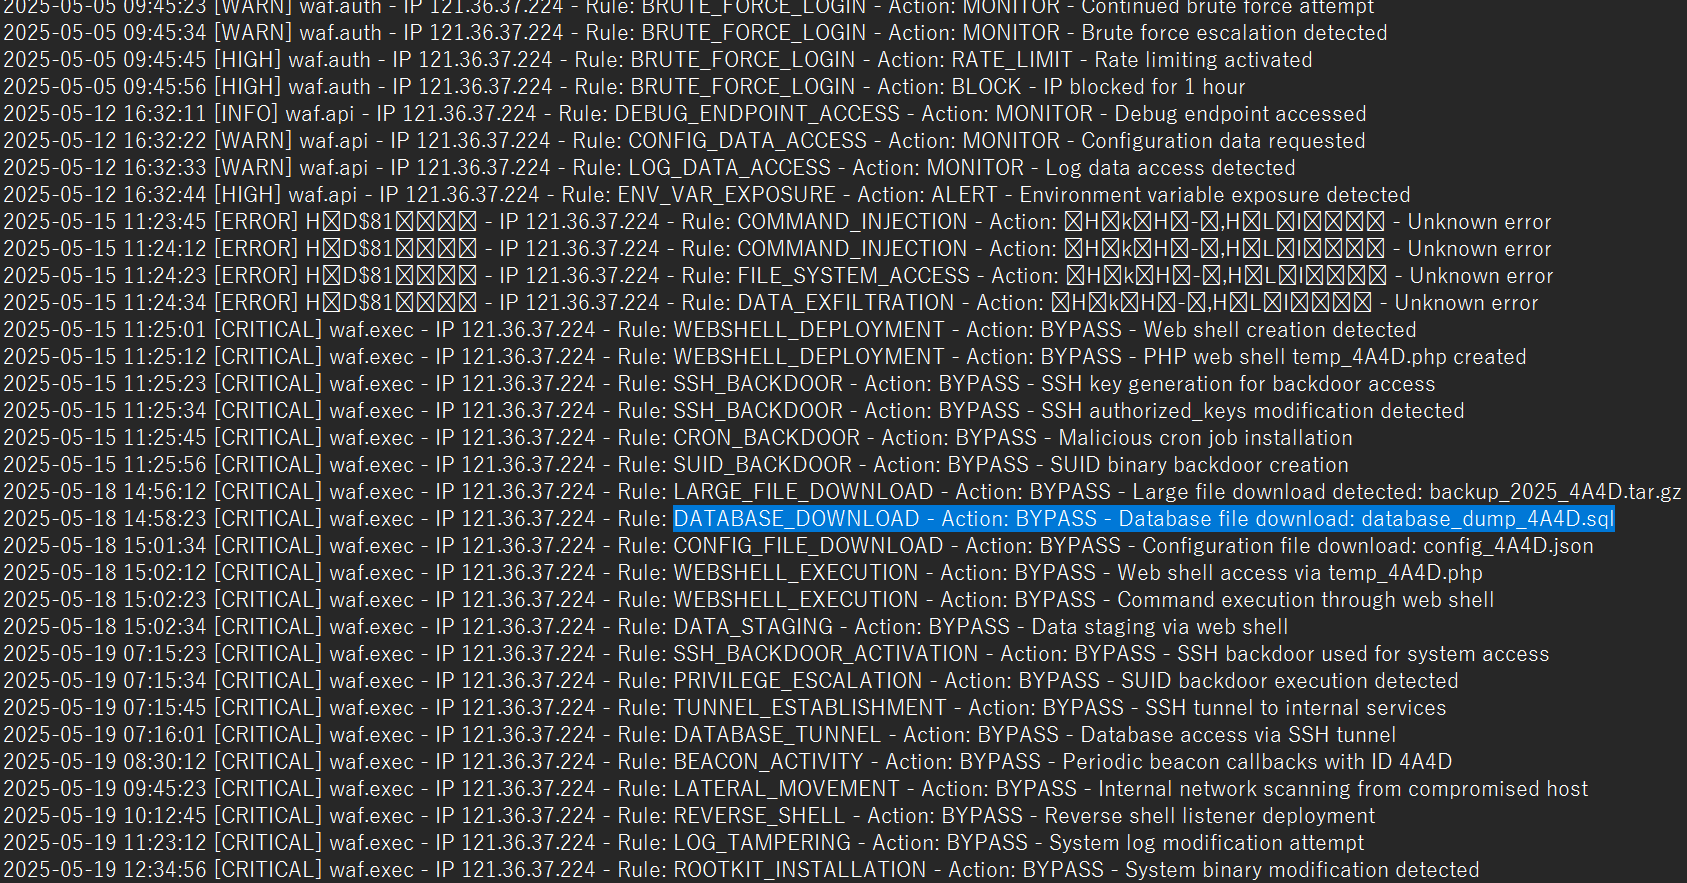 2025-05-05 09:45:23 [WARN] waf.auth - IP 121.36.37.224 - Rule: BRUTE_FORCE_LOGIN - Action: MONITOR - Continued brute force attempt
2025-05-05 09:45:34 [WARN] waf.auth - IP 121.36.37.224 - Rule: BRUTE_FORCE_LOGIN - Action: MONITOR - Brute force escalation detected
2025-05-05 09:45:45 [HIGH] waf.auth - IP 121.36.37.224 - Rule: BRUTE_FORCE_LOGIN - Action: RATE_LIMIT - Rate limiting activated
2025-05-05 09:45:56 [HIGH] waf.auth - IP 121.36.37.224 - Rule: BRUTE_FORCE_LOGIN - Action: BLOCK - IP blocked for 1 hour
2025-05-12 16:32:11 [INFO] waf.api - IP 121.36.37.224 - Rule: DEBUG_ENDPOINT_ACCESS - Action: MONITOR - Debug endpoint accessed
2025-05-12 16:32:22 [WARN] waf.api - IP 121.36.37.224 - Rule: CONFIG_DATA_ACCESS - Action: MONITOR - Configuration data requested
2025-05-12 16:32:33 [WARN] waf.api - IP 121.36.37.224 - Rule: LOG_DATA_ACCESS - Action: MONITOR - Log data access detected
2025-05-12 16:32:44 [HIGH] waf.api - IP 121.36.37.224 - Rule: ENV_VAR_EXPOSURE - Action: ALERT - Environment variable exposure detected
2025-05-15 11:23:45 [ERROR] H�D$81���� - IP 121.36.37.224 - Rule: COMMAND_INJECTION - Action: �H�k�H�-�,H�L�I���� - Unknown error
2025-05-15 11:24:12 [ERROR] H�D$81���� - IP 121.36.37.224 - Rule: COMMAND_INJECTION - Action: �H�k�H�-�,H�L�I���� - Unknown error
2025-05-15 11:24:23 [ERROR] H�D$81���� - IP 121.36.37.224 - Rule: FILE_SYSTEM_ACCESS - Action: �H�k�H�-�,H�L�I���� - Unknown error
2025-05-15 11:24:34 [ERROR] H�D$81���� - IP 121.36.37.224 - Rule: DATA_EXFILTRATION - Action: �H�k�H�-�,H�L�I���� - Unknown error
2025-05-15 11:25:01 [CRITICAL] waf.exec - IP 121.36.37.224 - Rule: WEBSHELL_DEPLOYMENT - Action: BYPASS - Web shell creation detected
2025-05-15 11:25:12 [CRITICAL] waf.exec - IP 121.36.37.224 - Rule: WEBSHELL_DEPLOYMENT - Action: BYPASS - PHP web shell temp_4A4D.php created
2025-05-15 11:25:23 [CRITICAL] waf.exec - IP 121.36.37.224 - Rule: SSH_BACKDOOR - Action: BYPASS - SSH key generation for backdoor access
2025-05-15 11:25:34 [CRITICAL] waf.exec - IP 121.36.37.224 - Rule: SSH_BACKDOOR - Action: BYPASS - SSH authorized_keys modification detected
2025-05-15 11:25:45 [CRITICAL] waf.exec - IP 121.36.37.224 - Rule: CRON_BACKDOOR - Action: BYPASS - Malicious cron job installation
2025-05-15 11:25:56 [CRITICAL] waf.exec - IP 121.36.37.224 - Rule: SUID_BACKDOOR - Action: BYPASS - SUID binary backdoor creation
2025-05-18 14:56:12 [CRITICAL] waf.exec - IP 121.36.37.224 - Rule: LARGE_FILE_DOWNLOAD - Action: BYPASS - Large file download detected: backup_2025_4A4D.tar.gz
2025-05-18 14:58:23 [CRITICAL] waf.exec - IP 121.36.37.224 - Rule: DATABASE_DOWNLOAD - Action: BYPASS - Database file download: database_dump_4A4D.sql
2025-05-18 15:01:34 [CRITICAL] waf.exec - IP 121.36.37.224 - Rule: CONFIG_FILE_DOWNLOAD - Action: BYPASS - Configuration file download: config_4A4D.json
2025-05-18 15:02:12 [CRITICAL] waf.exec - IP 121.36.37.224 - Rule: WEBSHELL_EXECUTION - Action: BYPASS - Web shell access via temp_4A4D.php
2025-05-18 15:02:23 [CRITICAL] waf.exec - IP 121.36.37.224 - Rule: WEBSHELL_EXECUTION - Action: BYPASS - Command execution through web shell
2025-05-18 15:02:34 [CRITICAL] waf.exec - IP 121.36.37.224 - Rule: DATA_STAGING - Action: BYPASS - Data staging via web shell
2025-05-19 07:15:23 [CRITICAL] waf.exec - IP 121.36.37.224 - Rule: SSH_BACKDOOR_ACTIVATION - Action: BYPASS - SSH backdoor used for system access
2025-05-19 07:15:34 [CRITICAL] waf.exec - IP 121.36.37.224 - Rule: PRIVILEGE_ESCALATION - Action: BYPASS - SUID backdoor execution detected
2025-05-19 07:15:45 [CRITICAL] waf.exec - IP 121.36.37.224 - Rule: TUNNEL_ESTABLISHMENT - Action: BYPASS - SSH tunnel to internal services
2025-05-19 07:16:01 [CRITICAL] waf.exec - IP 121.36.37.224 - Rule: DATABASE_TUNNEL - Action: BYPASS - Database access via SSH tunnel
2025-05-19 08:30:12 [CRITICAL] waf.exec - IP 121.36.37.224 - Rule: BEACON_ACTIVITY - Action: BYPASS - Periodic beacon callbacks with ID 4A4D
2025-05-19 09:45:23 [CRITICAL] waf.exec - IP 121.36.37.224 - Rule: LATERAL_MOVEMENT - Action: BYPASS - Internal network scanning from compromised host
2025-05-19 10:12:45 [CRITICAL] waf.exec - IP 121.36.37.224 - Rule: REVERSE_SHELL - Action: BYPASS - Reverse shell listener deployment
2025-05-19 11:23:12 [CRITICAL] waf.exec - IP 121.36.37.224 - Rule: LOG_TAMPERING - Action: BYPASS - System log modification attempt
2025-05-19 12:34:56 [CRITICAL] waf.exec - IP 121.36.37.224 - Rule: ROOTKIT_INSTALLATION - Action: BYPASS - System binary modification detected